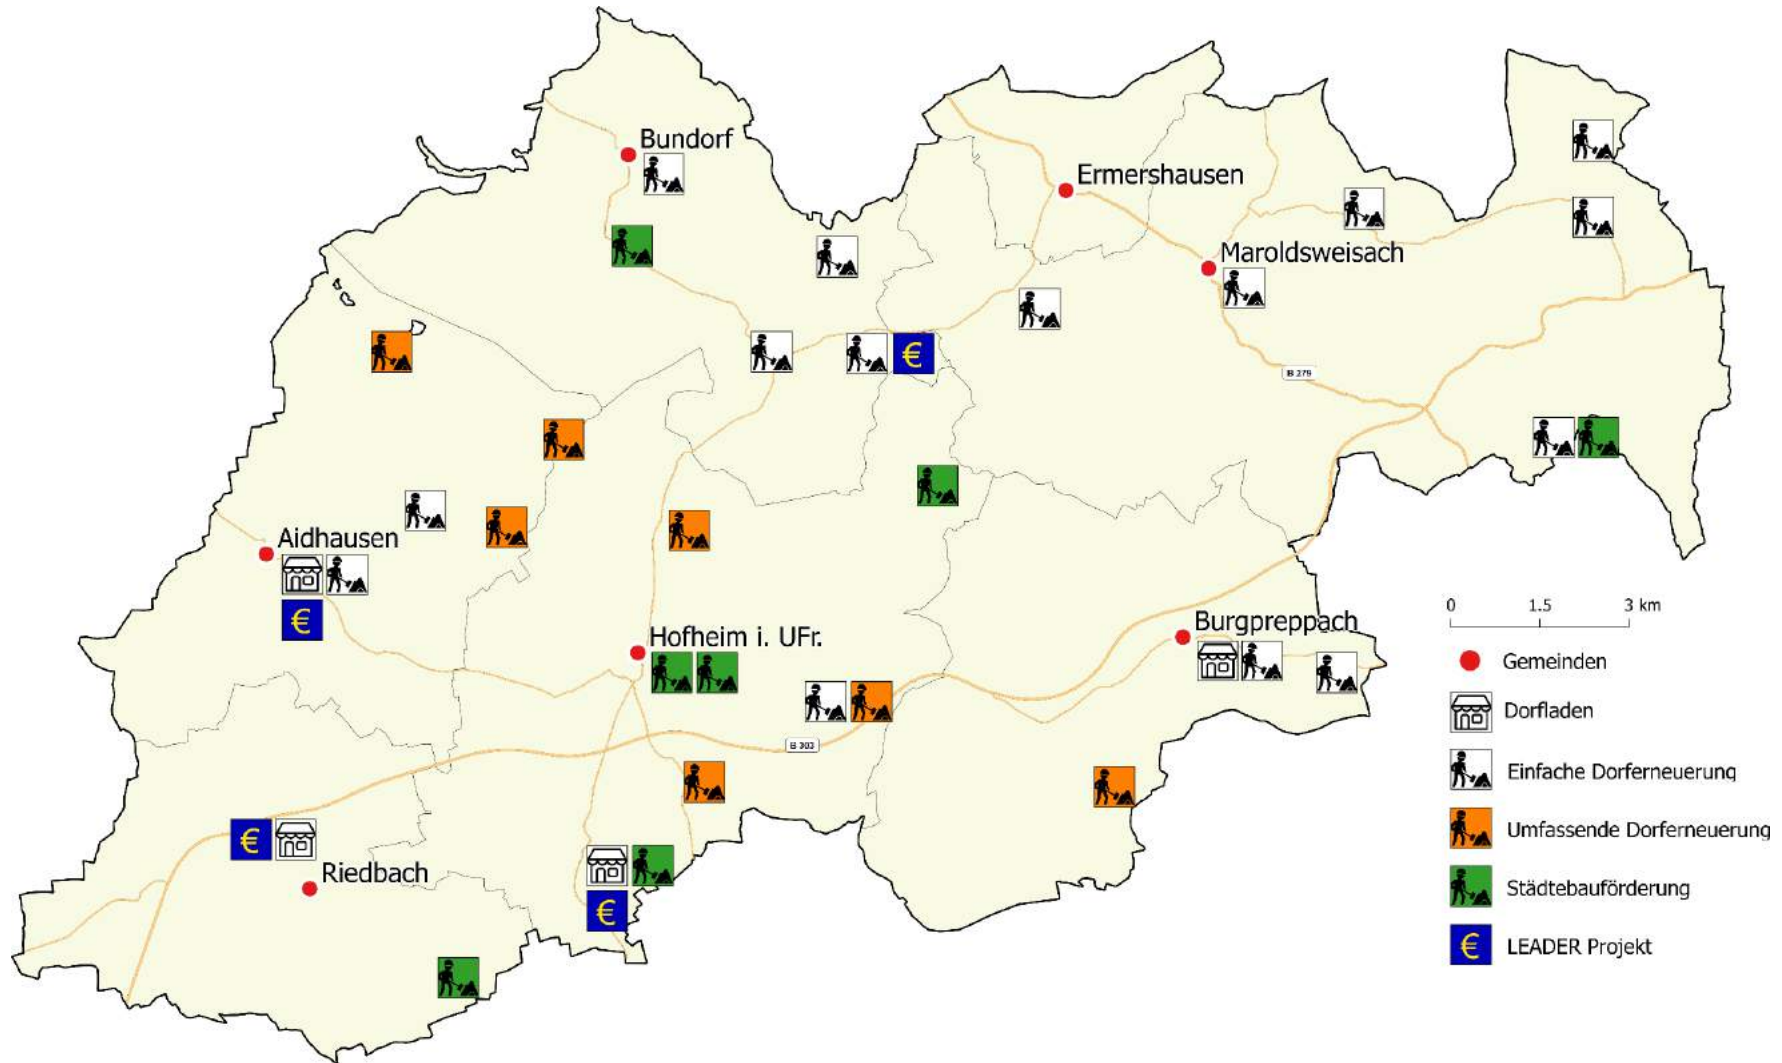 Bundorf
Ermershausen
Maroldsweisach
€
B 279
Aidhausen
€
Hofheim i. UFr.
Burgpreppach
B 303
€
Riedbach
€
0 1.5 3 km
Gemeinden
Dorfladen
Einfache Dorferneuerung
Umfassende Dorferneuerung
Städtebauförderung
€ LEADER Projekt